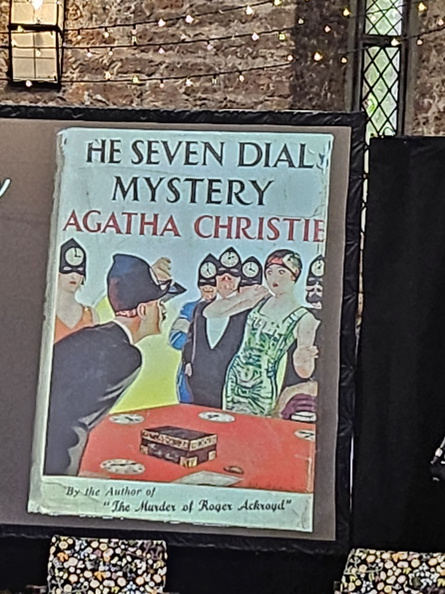 HE SEVEN DIAL
MYSTERY
AGATHA CHRISTIE
By the Author of
"The Murder of Roger Ackroyd"